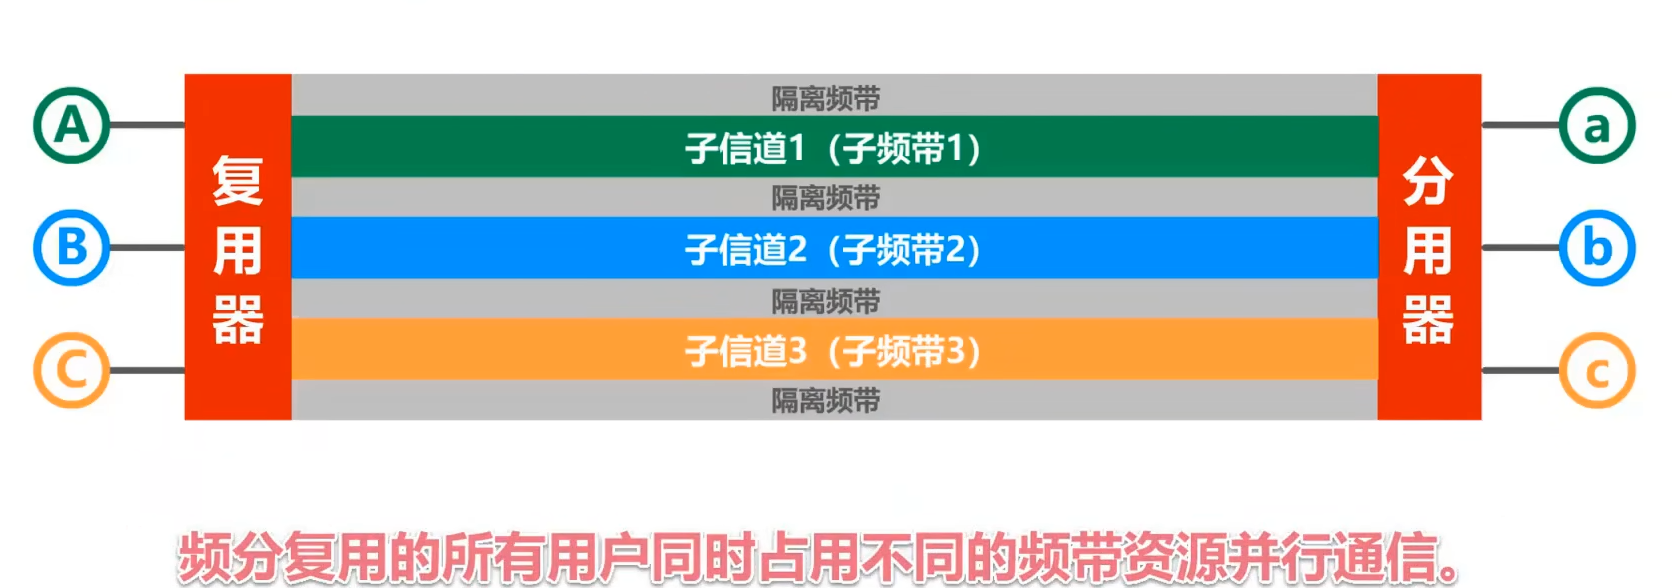 隔离频带
A
子信道1（子频带1）
a
复用器
分用器
隔离频带
B
子信道2（子频带2）
b
隔离频带
C
子信道3（子频带3）
c
隔离频带
频分复用的所有用户同时占用不同的频带资源并行通信。